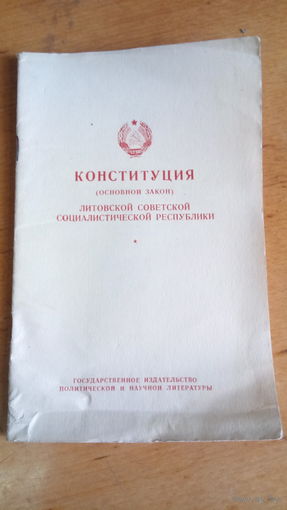 КОНСТИТУЦИЯ
(ОСНОВНОЙ ЗАКОН)
ЛИТОВСКОЙ СОВЕТСКОЙ
СОЦИАЛИСТИЧЕСКОЙ РЕСПУБЛИКИ
ГОСУДАРСТВЕННОЕ ИЗДАТЕЛЬСТВО
ПОЛИТИЧЕСКОЙ И НАУЧНОЙ ЛИТЕРАТУРЫ